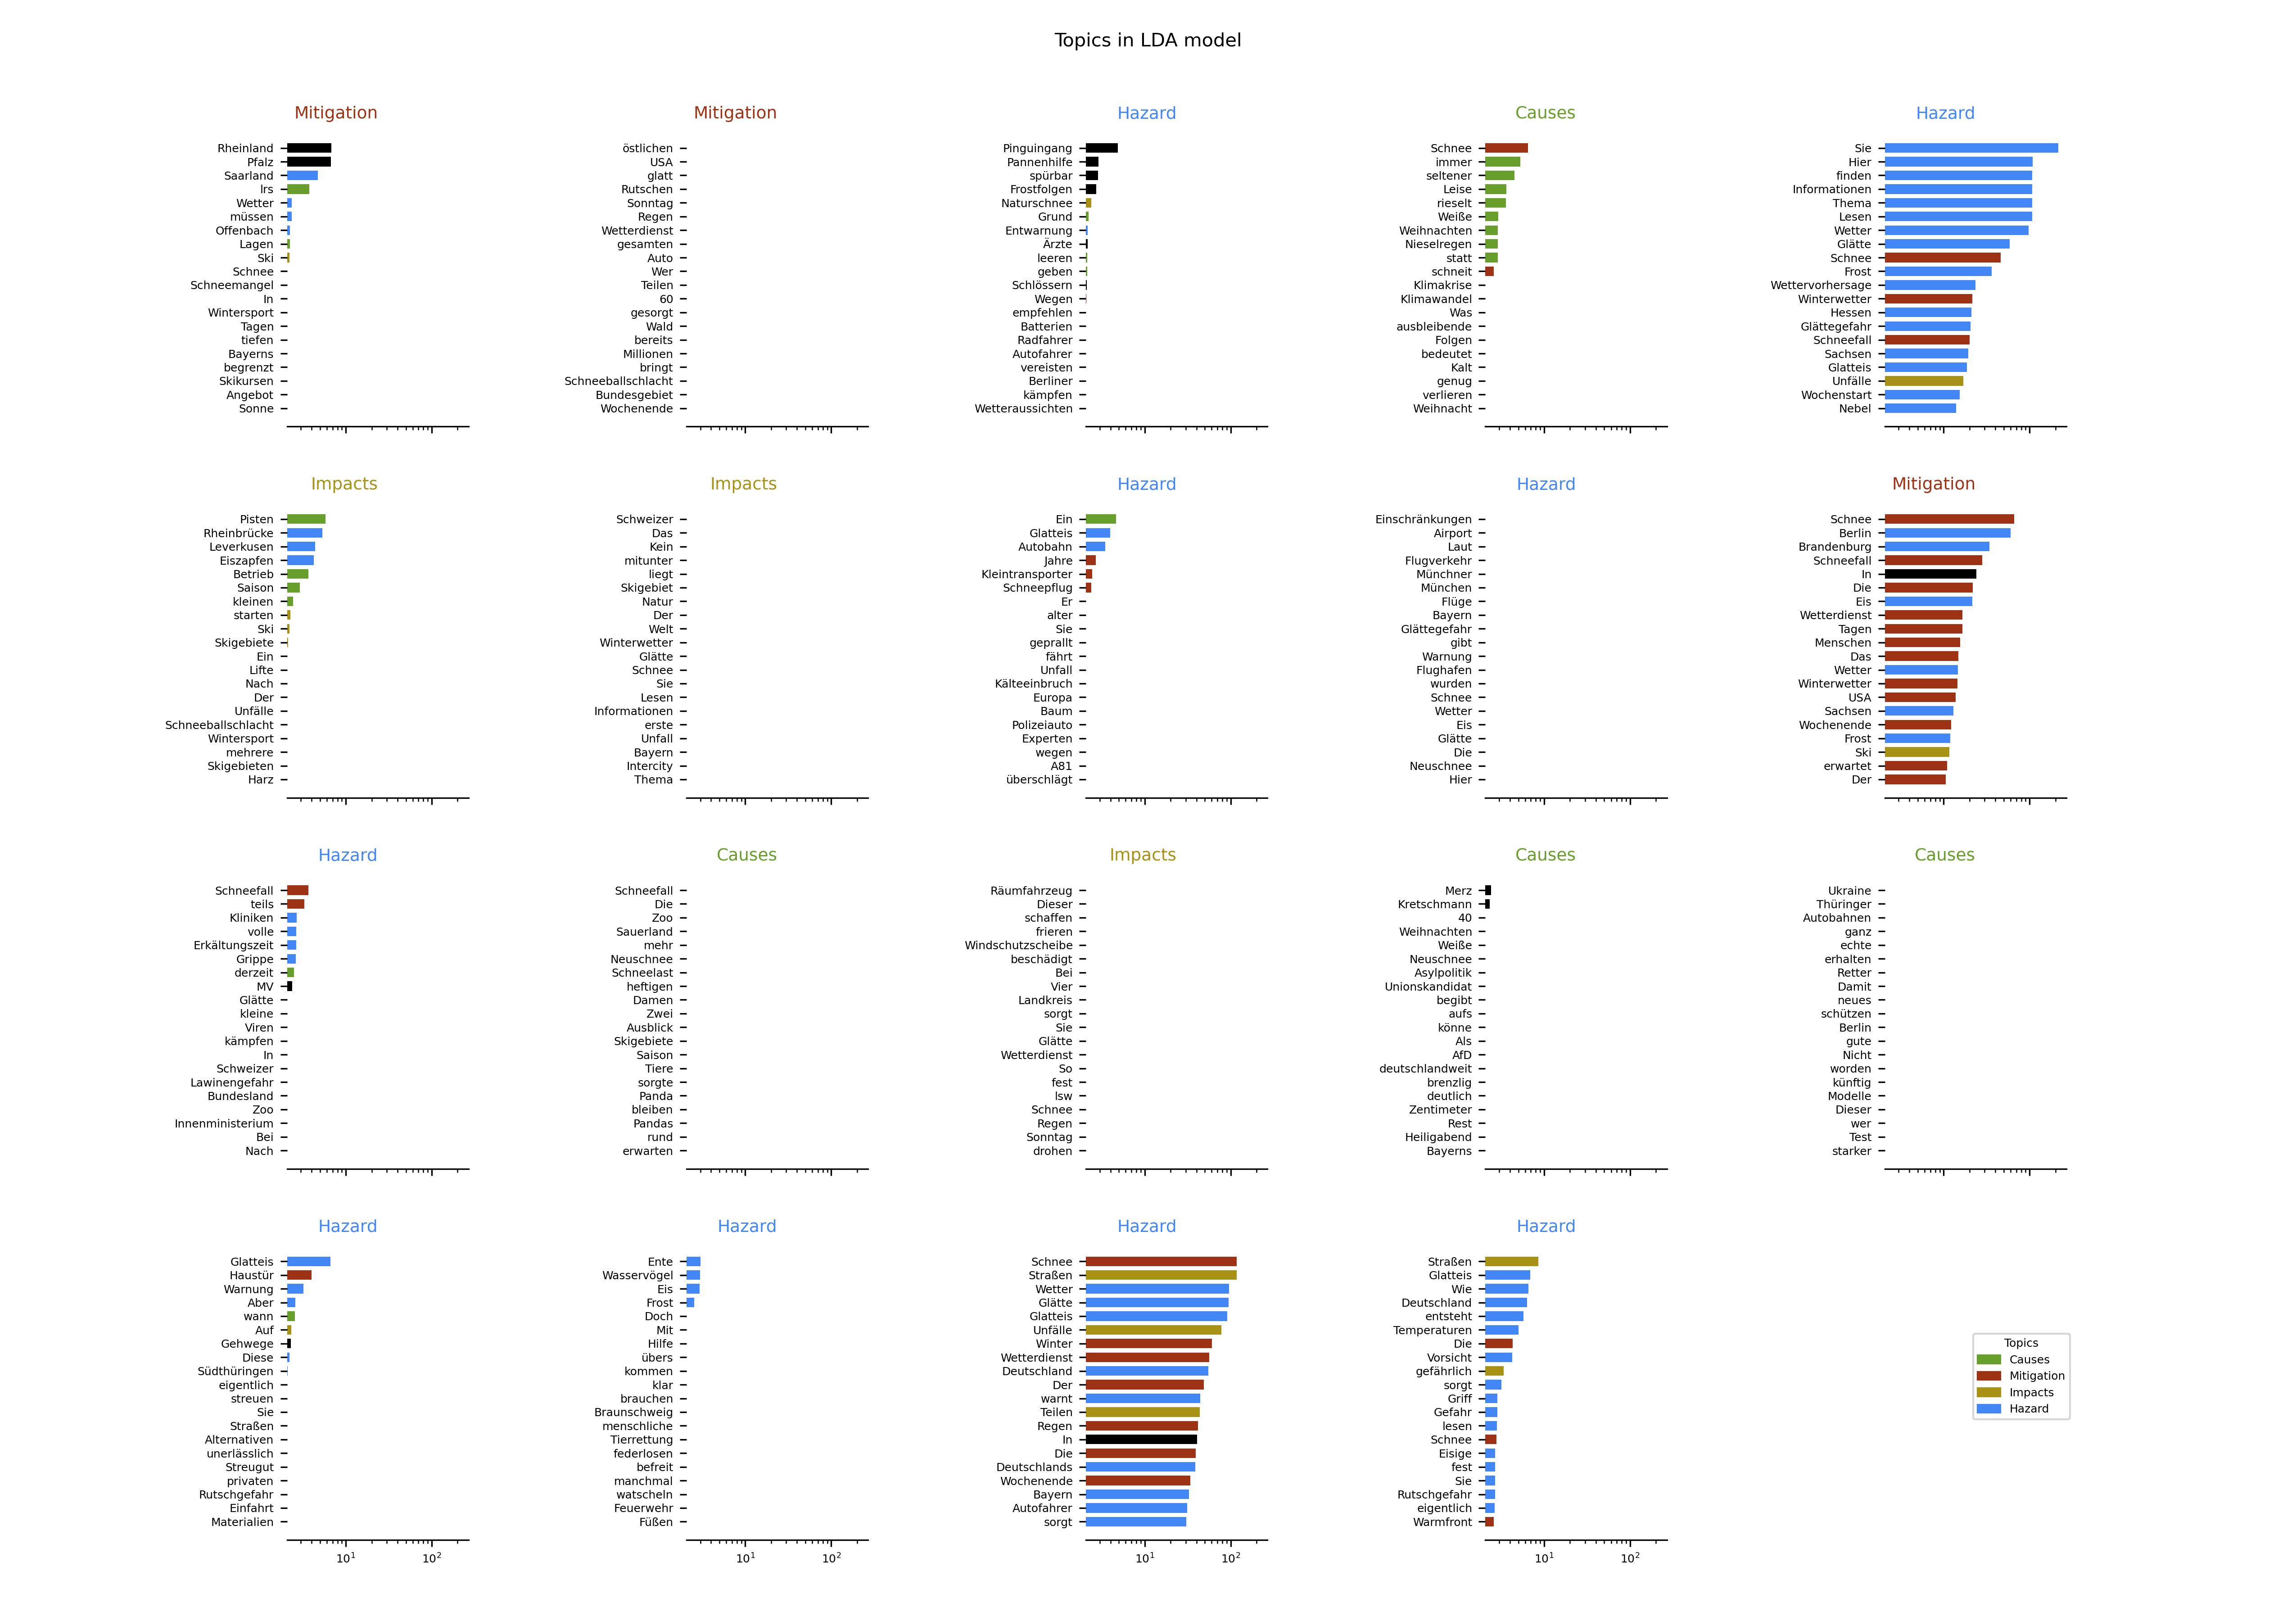 Topics in LDA model
Mitigation
Rheinland
Pfalz
Saarland
lrs
Wetter
müssen
Offenbach
Lagen
Ski
Schnee
Schneemangel
In
Wintersport
Tagen
tiefen
Bayerns
begrenzt
Skikursen
Angebot
Sonne
Mitigation
östlichen
USA
glatt
Rutschen
Sonntag
Regen
Wetterdienst
gesamten
Auto
Wer
Teilen
60
gesorgt
Wald
bereits
Millionen
bringt
Schneeballschlacht
Bundesgebiet
Wochenende
Hazard
Pinguingang
Pannenhilfe
spürbar
Frostfolgen
Naturschnee
Grund
Entwarnung
Ärzte
leeren
geben
Schlössern
Wegen
empfehlen
Batterien
Radfahrer
Autofahrer
vereisten
Berliner
kämpfen
Wetteraussichten
Causes
Schnee
immer
seltener
Leise
rieselt
Weiße
Weihnachten
Nieselregen
statt
schneit
Klimakrise
Klimawandel
Was
ausbleibende
Folgen
bedeutet
Kalt
genug
verlieren
Weihnacht
Hazard
Sie
Hier
finden
Informationen
Thema
Lesen
Wetter
Glätte
Schnee
Frost
Wettervorhersage
Winterwetter
Hessen
Glättegefahr
Schneefall
Sachsen
Glatteis
Unfälle
Wochenstart
Nebel
Impacts
Pisten
Rheinbrücke
Leverkusen
Eiszapfen
Betrieb
Saison
kleinen
starten
Ski
Skigebiete
Ein
Lifte
Nach
Der
Unfälle
Schneeballschlacht
Wintersport
mehrere
Skigebieten
Harz
Impacts
Schweizer
Das
Kein
mitunter
liegt
Skigebiet
Natur
Der
Welt
Winterwetter
Glätte
Schnee
Sie
Lesen
Informationen
erste
Unfall
Bayern
Intercity
Thema
Hazard
Ein
Glatteis
Autobahn
Jahre
Kleintransporter
Schneepflug
Er
alter
Sie
geprallt
fährt
Unfall
Kälteeinbruch
Europa
Baum
Polizeiauto
Experten
wegen
A81
überschlägt
Hazard
Einschränkungen
Airport
Laut
Flugverkehr
Münchner
München
Flüge
Bayern
Glättegefahr
gibt
Warnung
Flughafen
wurden
Schnee
Wetter
Eis
Glätte
Die
Neuschnee
Hier
Mitigation
Schnee
Berlin
Brandenburg
Schneefall
In
Die
Eis
Wetterdienst
Tagen
Menschen
Das
Wetter
Winterwetter
USA
Sachsen
Wochenende
Frost
Ski
erwartet
Der
Hazard
Schneefall
teils
Kliniken
volle
Erkältungszeit
Grippe
derzeit
MV
Glätte
kleine
Viren
kämpfen
In
Schweizer
Lawinengefahr
Bundesland
Zoo
Innenministerium
Bei
Nach
Causes
Schneefall
Die
Zoo
Sauerland
mehr
Neuschnee
Schneelast
heftigen
Damen
Zwei
Ausblick
Skigebiete
Saison
Tiere
sorgte
Panda
bleiben
Pandas
rund
erwarten
Impacts
Räumfahrzeug
Dieser
schaffen
frieren
Windschutzscheibe
beschädigt
Bei
Vier
Landkreis
sorgt
Sie
Glätte
Wetterdienst
So
fest
lsw
Schnee
Regen
Sonntag
drohen
Causes
Merz
Kretschmann
40
Weihnachten
Weiße
Neuschnee
Asylpolitik
Unionskandidat
begibt
aufs
könne
Als
AfD
deutschlandweit
brenzlig
deutlich
Zentimeter
Rest
Heiligabend
Bayerns
Causes
Ukraine
Thüringer
Autobahnen
ganz
echte
erhalten
Retter
Damit
neues
schützen
Berlin
gute
Nicht
worden
künftig
Modelle
Dieser
wer
Test
starker
Hazard
Glatteis
Haustür
Warnung
Aber
wann
Auf
Gehwege
Diese
Südthüringen
eigentlich
streuen
Sie
Straßen
Alternativen
unerlässlich
Streugut
privaten
Rutschgefahr
Einfahrt
Materialien
10¹ 10²
Hazard
Ente
Wasservögel
Eis
Frost
Doch
Mit
Hilfe
übers
kommen
klar
brauchen
Braunschweig
menschliche
Tierrettung
federlosen
befreit
manchmal
watscheln
Feuerwehr
Füßen
10¹ 10²
Hazard
Schnee
Straßen
Wetter
Glätte
Glatteis
Unfälle
Winter
Wetterdienst
Deutschland
Der
warnt
Teilen
Regen
In
Die
Deutschlands
Wochenende
Bayern
Autofahrer
sorgt
10¹ 10²
Hazard
Straßen
Glatteis
Wie
Deutschland
entsteht
Temperaturen
Die
Vorsicht
gefährlich
sorgt
Griff
Gefahr
lesen
Schnee
Eisige
fest
Sie
Rutschgefahr
eigentlich
Warmfront
10¹ 10²
Topics
Causes
Mitigation
Impacts
Hazard